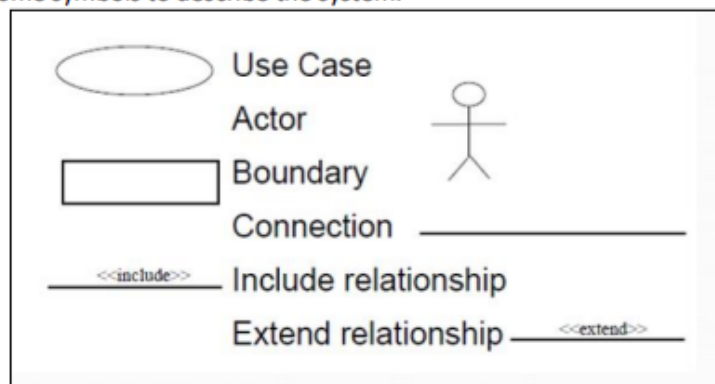 Use Case
Actor
Boundary
Connection
<<include>> Include relationship
Extend relationship <<extend>>